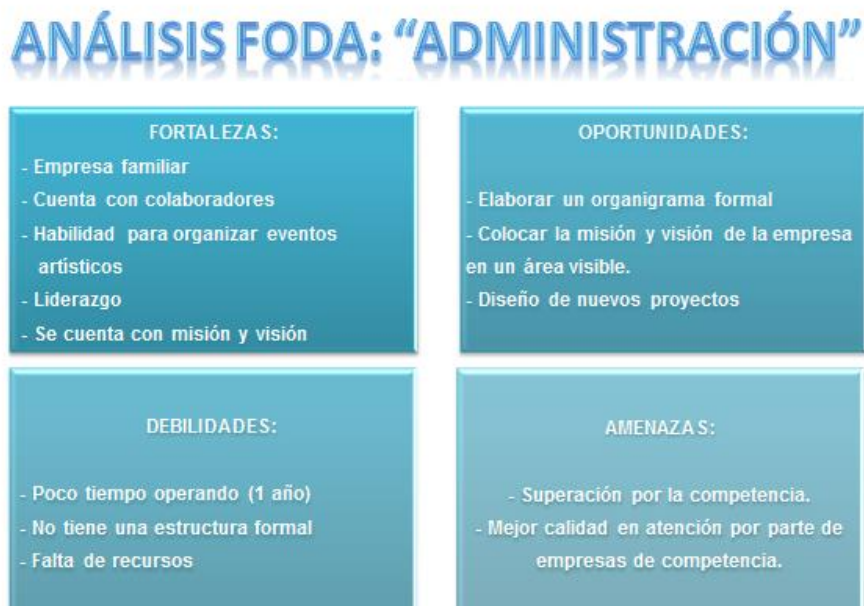 ANÁLISIS FODA: “ADMINISTRACIÓN”
FORTALEZAS:
- Empresa familiar
- Cuenta con colaboradores
- Habilidad para organizar eventos
artísticos
- Liderazgo
- Se cuenta con misión y visión
OPORTUNIDADES:
- Elaborar un organigrama formal
- Colocar la misión y visión de la empresa
en un área visible.
- Diseño de nuevos proyectos
DEBILIDADES:
- Poco tiempo operando (1 año)
- No tiene una estructura formal
- Falta de recursos
AMENAZAS:
- Superación por la competencia.
- Mejor calidad en atención por parte de
empresas de competencia.